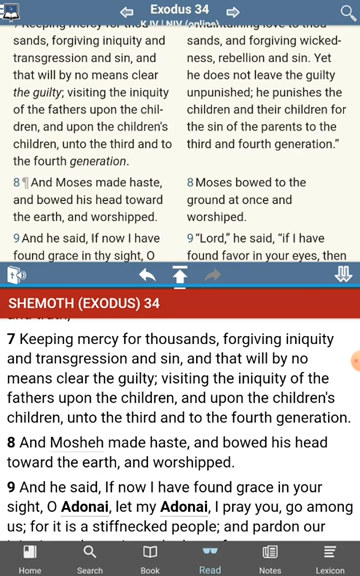 Exodus 34
KJV | NIV (online)
7 Keeping mercy for thou-
sands, forgiving iniquity and
transgression and sin, and
that will by no means clear
the guilty; visiting the iniquity
of the fathers upon the chil-
dren, and upon the children's
children, unto the third and to
the fourth generation.
8 ¶ And Moses made haste,
and bowed his head toward
the earth, and worshipped.
9 And he said, If now I have
found grace in thy sight, O
sands, and forgiving wicked-
ness, rebellion and sin. Yet
he does not leave the guilty
unpunished; he punishes the
children and their children for
the sin of the parents to the
third and fourth generation.”
8 Moses bowed to the
ground at once and
worshiped.
9 “Lord,” he said, “if I have
found favor in your eyes, then
SHEMOTH (EXODUS) 34
7 Keeping mercy for thousands, forgiving iniquity
and transgression and sin, and that will by no
means clear the guilty; visiting the iniquity of the
fathers upon the children, and upon the children's
children, unto the third and to the fourth generation.
8 And Mosheh made haste, and bowed his head
toward the earth, and worshipped.
9 And he said, If now I have found grace in your
sight, O Adonai, let my Adonai, I pray you, go among
us; for it is a stiffnecked people; and pardon our
Home
Search
Book
Read
Notes
Lexicon